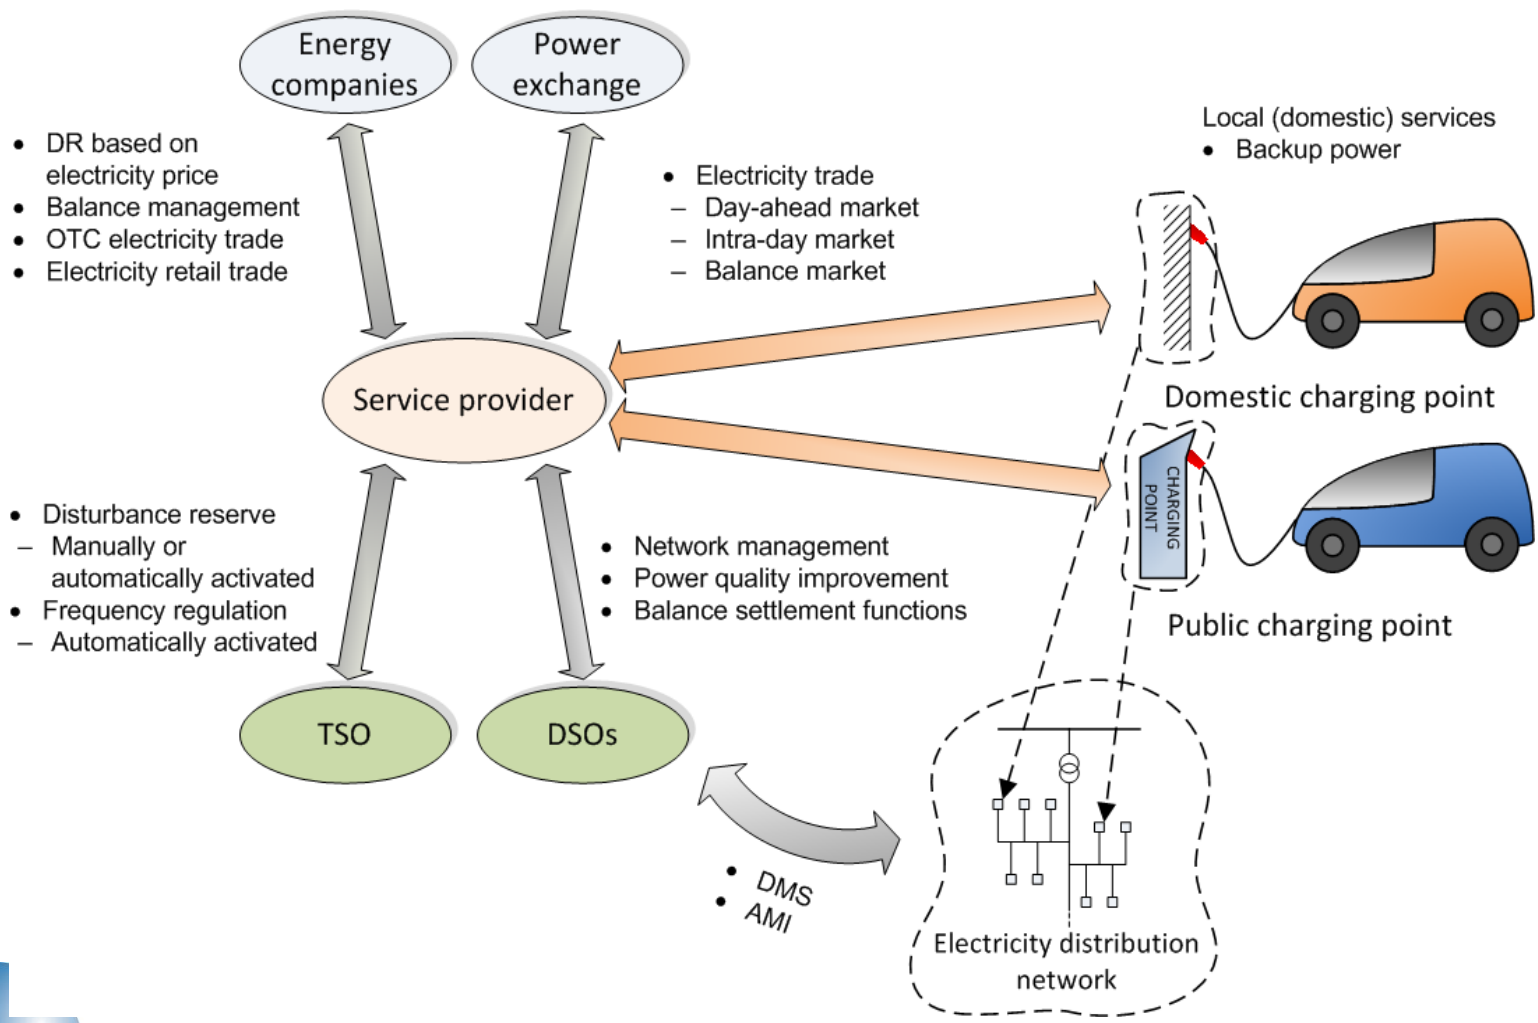 Energy
companies
Power
exchange
• DR based on
electricity price
• Balance management
• OTC electricity trade
• Electricity retail trade
• Electricity trade
– Day-ahead market
– Intra-day market
– Balance market
Local (domestic) services
• Backup power
Service provider
Domestic charging point
CHARGING
POINT
Public charging point
• Disturbance reserve
– Manually or
automatically activated
• Frequency regulation
– Automatically activated
• Network management
• Power quality improvement
• Balance settlement functions
TSO
DSOs
• DMS
• AMI
Electricity distribution
network